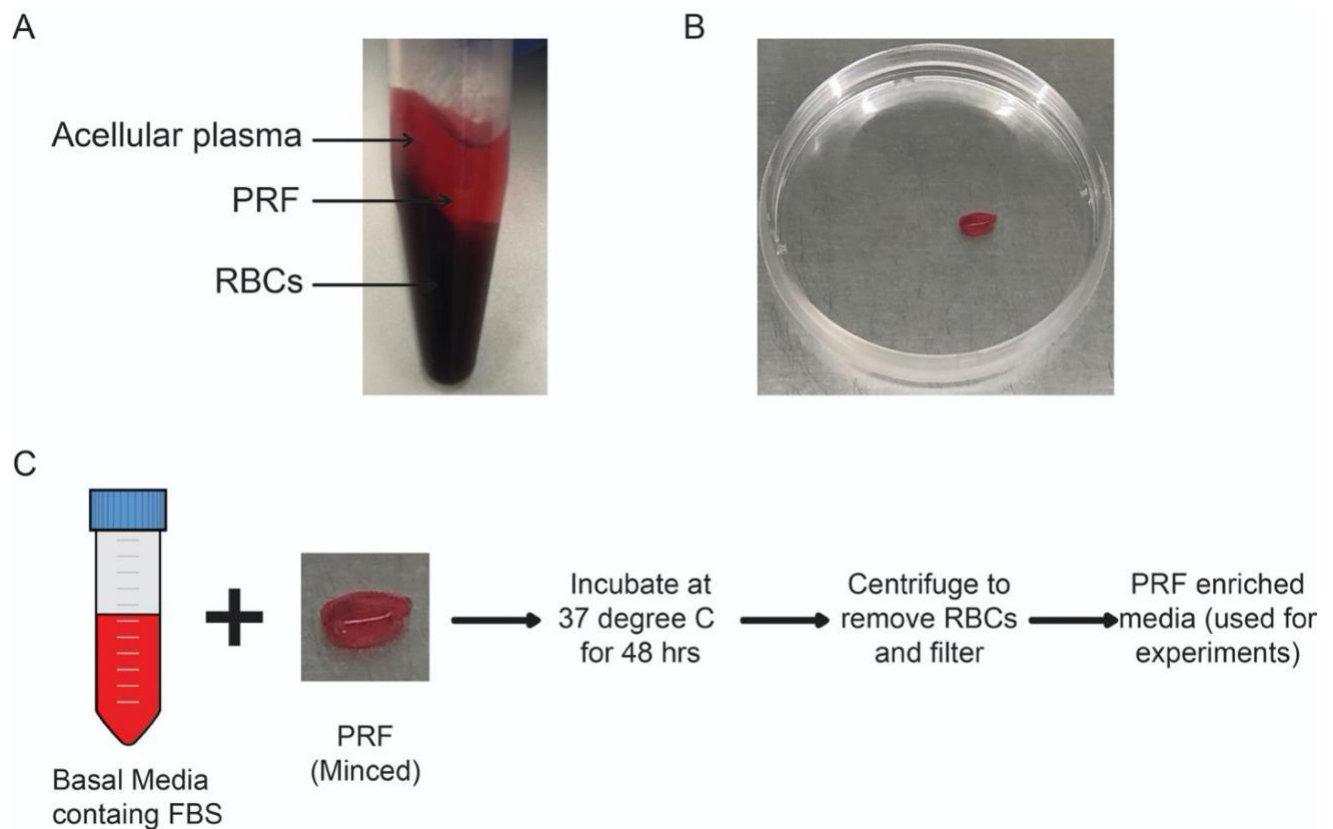 A
Acellular plasma
PRF
RBCs
B
C
Basal Media
containg FBS
PRF
(Minced)
Incubate at
37 degree C
for 48 hrs
Centrifuge to
remove RBCs
and filter
PRF enriched
media (used for
experiments)